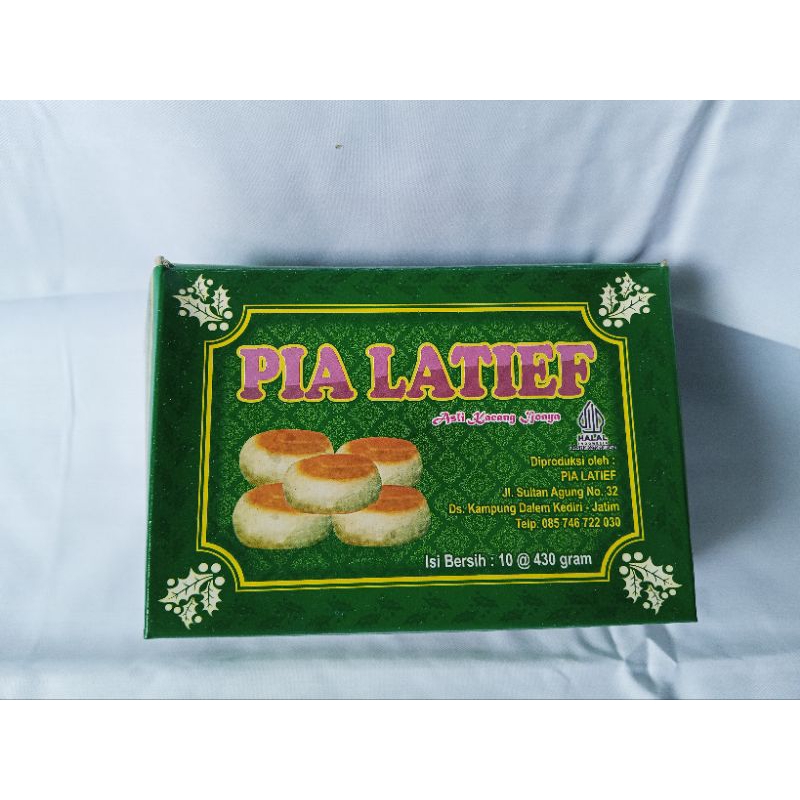 PIA LATIEF
Asli Kacang Ijonya
HALAL
INDONESIA
Diproduksi oleh :
PIA LATIEF
Jl. Sultan Agung No. 32
Ds. Kampung Dalem Kediri - Jatim
Telp: 085 746 722 030
Isi Bersih : 10 @ 430 gram